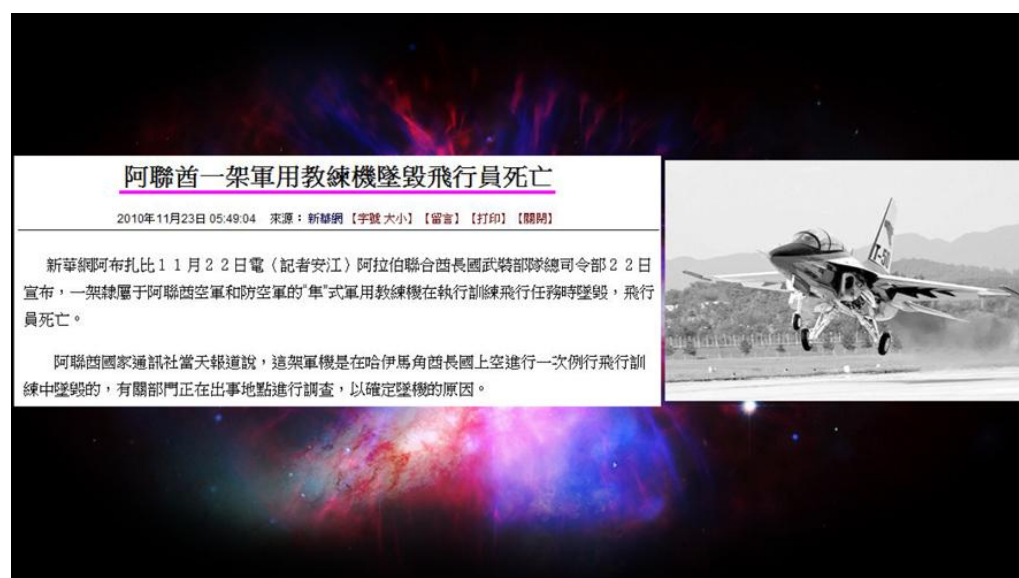 阿聯酋一架軍用教練機墜毀飛行員死亡
2010年11月23日 05:49:04 來源：新華網【字號 大小】【留言】【打印】【關閉】
新華網阿布扎比１１月２２日電（記者安江）阿拉伯聯合酋長國武裝部隊總司令部２２日
宣布，一架隸屬于阿聯酋空軍和防空軍的“隼”式軍用教練機在執行訓練飛行任務時墜毀，飛行
員死亡。
阿聯酋國家通訊社當天報道說，這架軍機是在哈伊馬角酋長國上空進行一次例行飛行訓
練中墜毀的，有關部門正在出事地點進行調查，以確定墜機的原因。